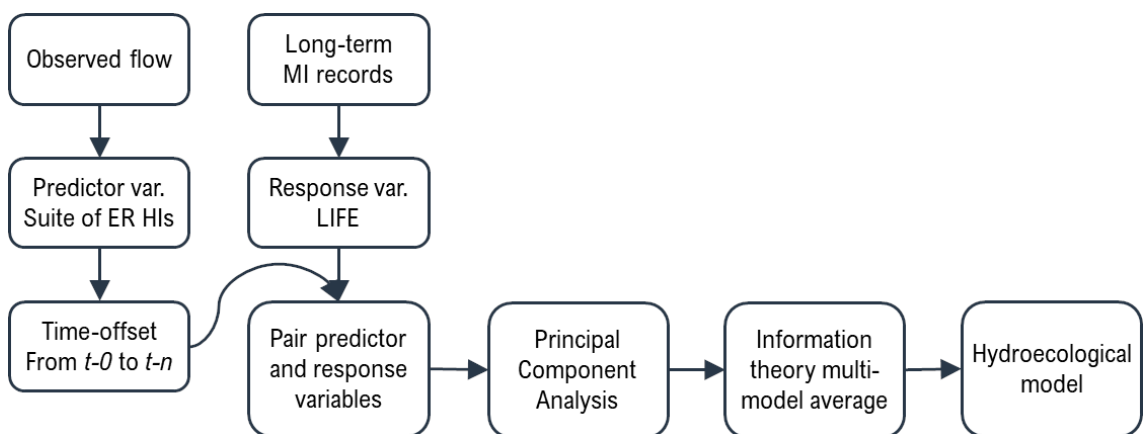 Observed flow
Long-term
MI records
Predictor var.
Suite of ER HIs
Response var.
LIFE
Time-offset
From t-0 to t-n
Pair predictor
and response
variables
Principal
Component
Analysis
Information
theory multi-
model average
Hydroecological
model